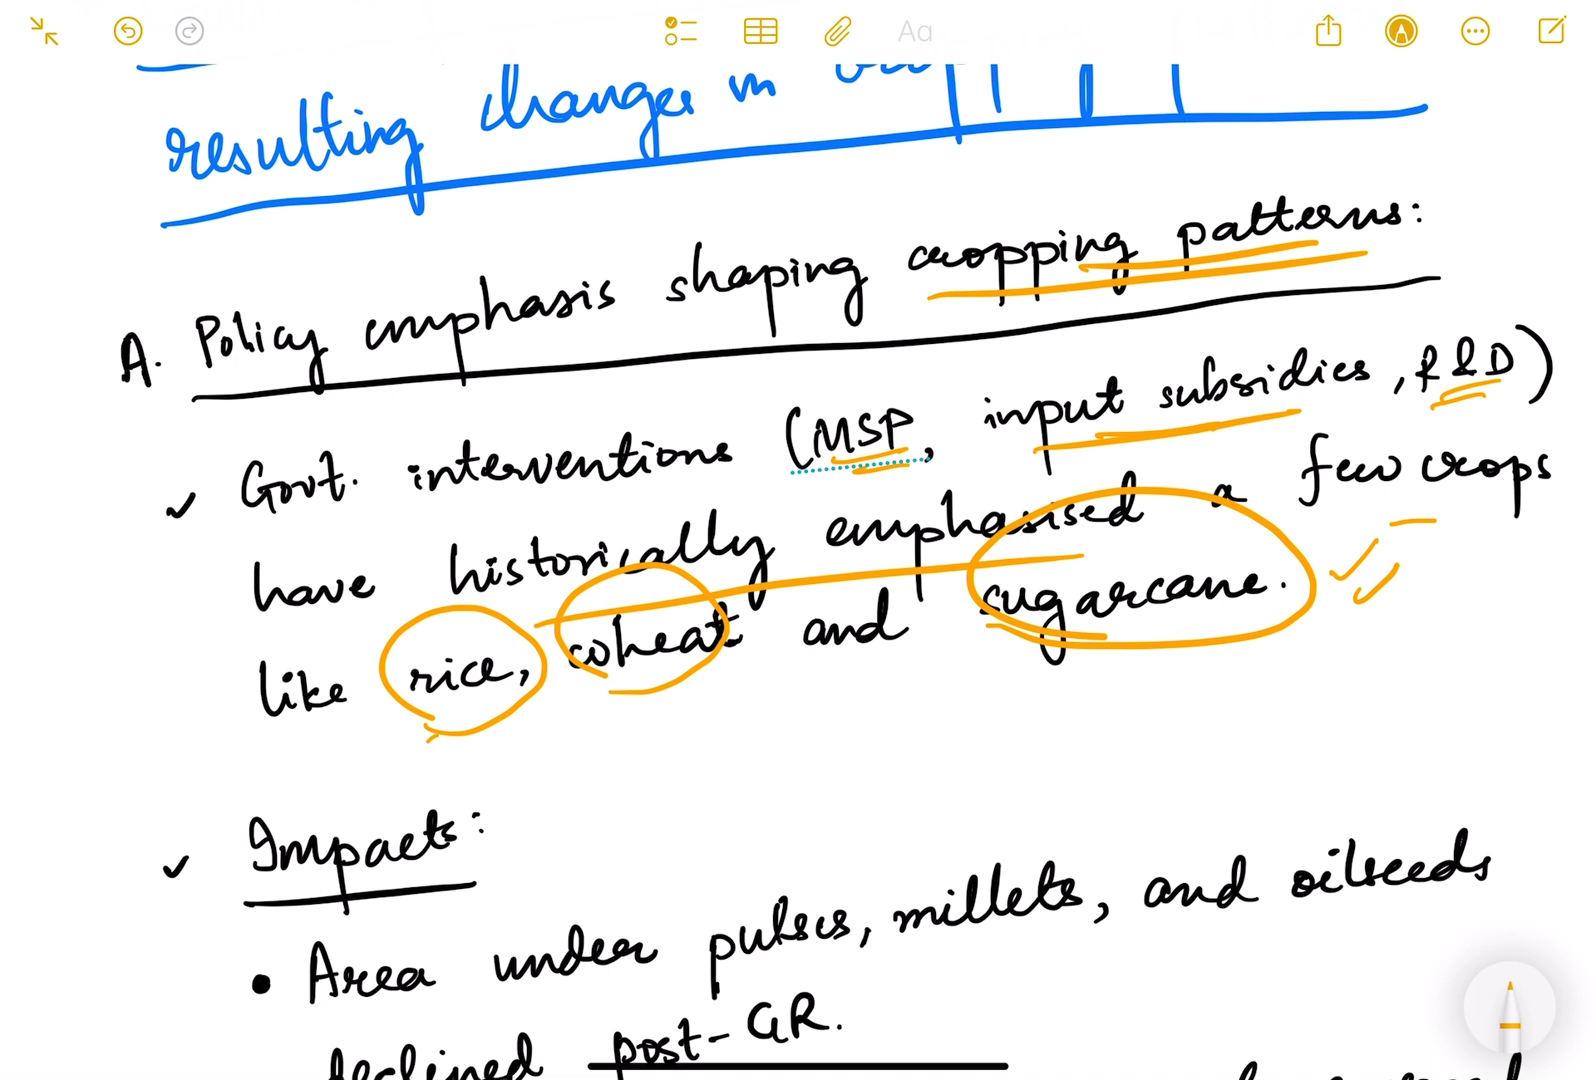 Aa
resulting changes in
A. Policy emphasis shaping cropping patterns:
Govt. interventions (MSP, input subsidies, R&D)
have historically emphasised a few crops
like rice, wheat and sugarcane.
Impacts:
• Area under pulses, millets, and oilseeds
declined post-GR.